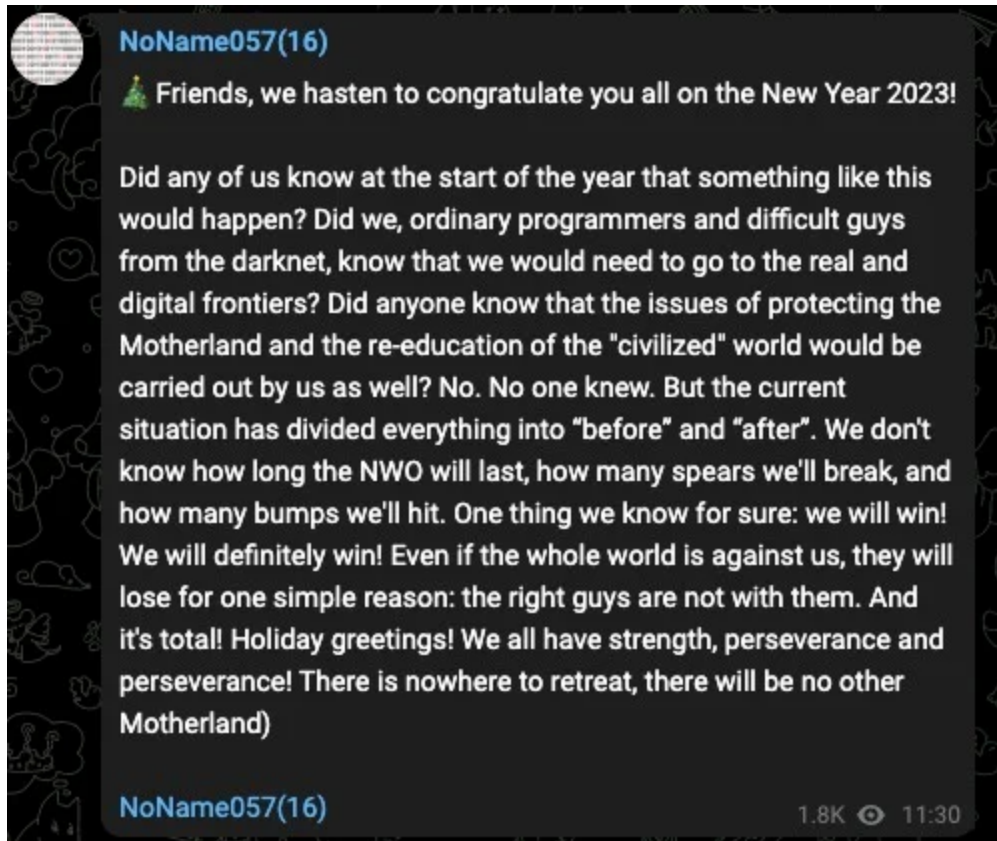 NoName057(16)
🎄 Friends, we hasten to congratulate you all on the New Year 2023!
Did any of us know at the start of the year that something like this
would happen? Did we, ordinary programmers and difficult guys
from the darknet, know that we would need to go to the real and
digital frontiers? Did anyone know that the issues of protecting the
Motherland and the re-education of the "civilized" world would be
carried out by us as well? No. No one knew. But the current
situation has divided everything into “before” and “after”. We don't
know how long the NWO will last, how many spears we'll break, and
how many bumps we'll hit. One thing we know for sure: we will win!
We will definitely win! Even if the whole world is against us, they will
lose for one simple reason: the right guys are not with them. And
it's total! Holiday greetings! We all have strength, perseverance and
perseverance! There is nowhere to retreat, there will be no other
Motherland)
NoName057(16)
1.8K 11:30